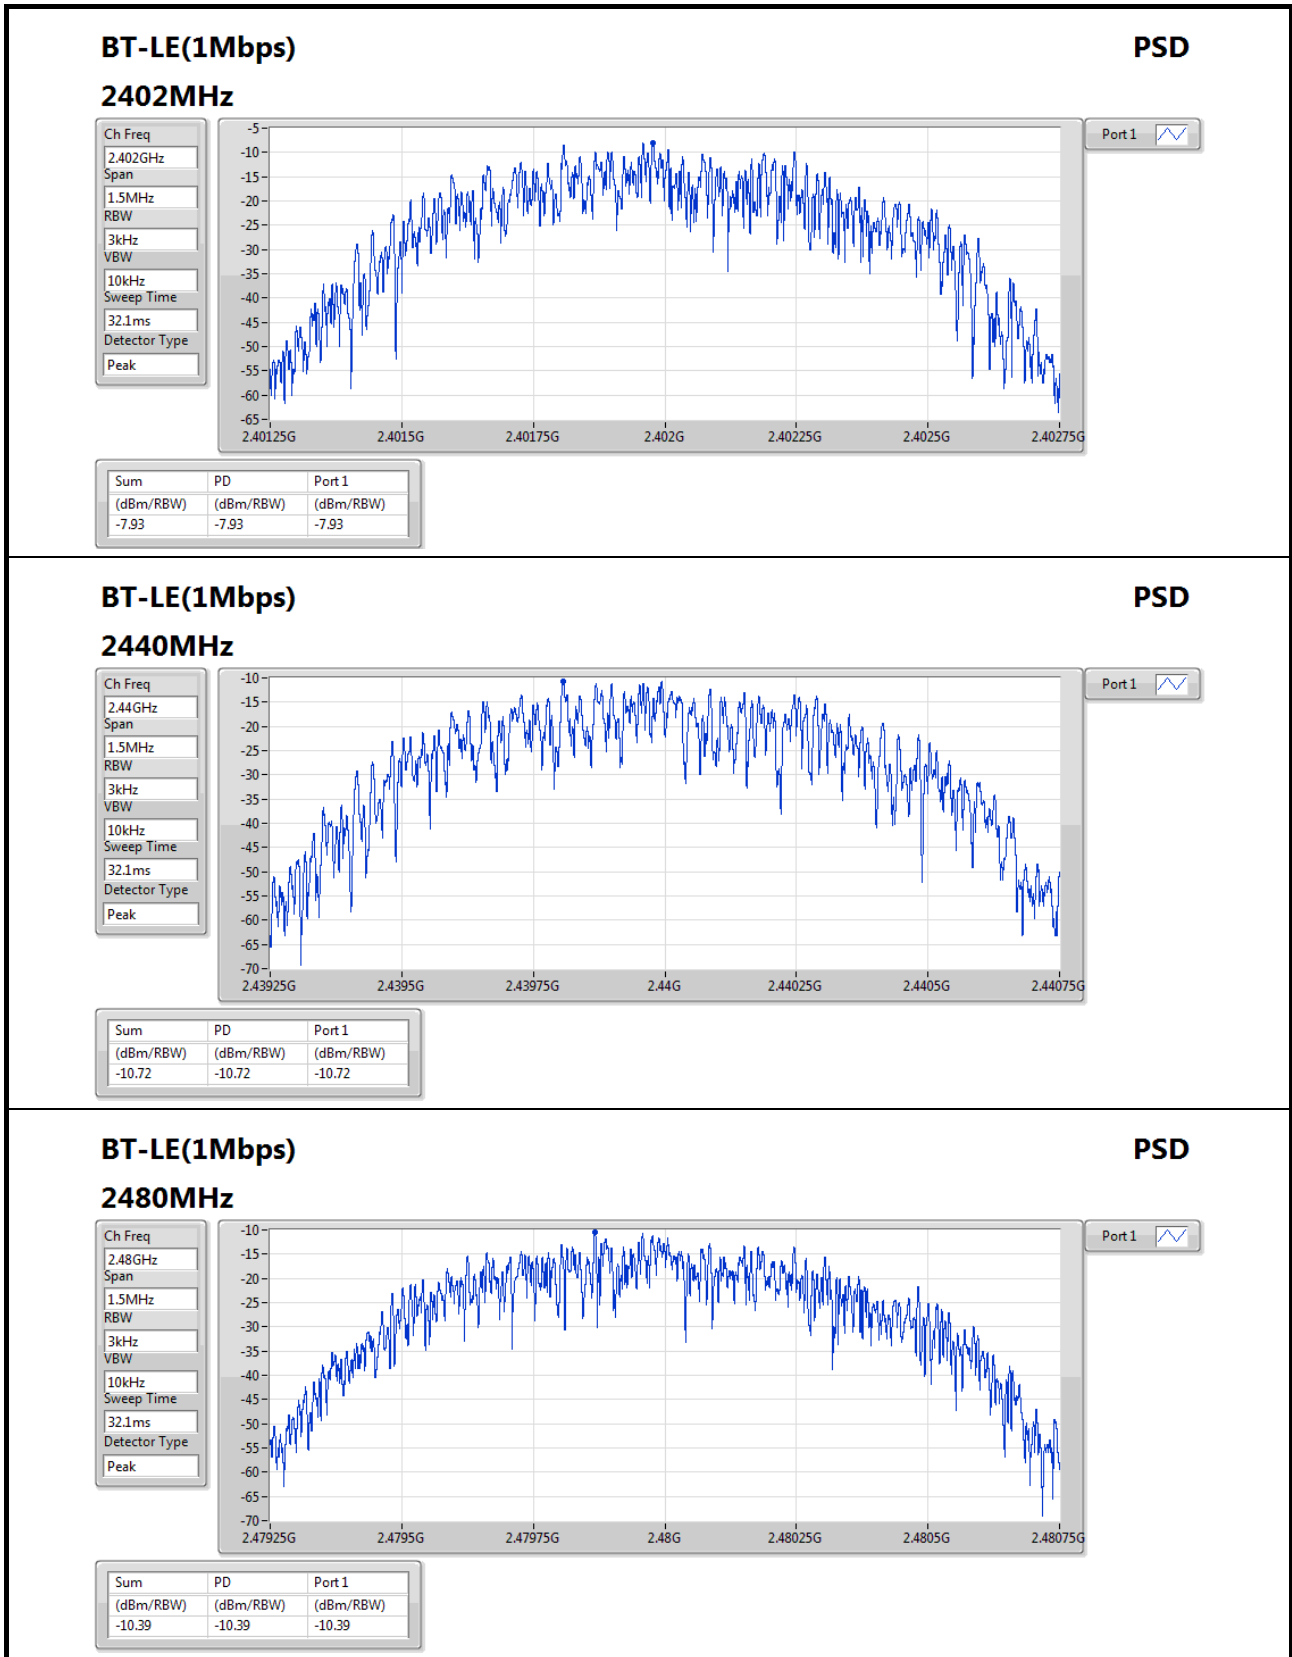 BT-LE(1Mbps) PSD
2402MHz
Ch Freq
2.402GHz
Span
1.5MHz
RBW
3kHz
VBW
10kHz
Sweep Time
32.1ms
Detector Type
Peak
-5
-10
-15
-20
-25
-30
-35
-40
-45
-50
-55
-60
-65
2.40125G 2.4015G 2.40175G 2.402G 2.40225G 2.4025G 2.40275G
Port 1
Sum PD Port 1
(dBm/RBW) (dBm/RBW) (dBm/RBW)
-7.93 -7.93 -7.93
BT-LE(1Mbps) PSD
2440MHz
Ch Freq
2.44GHz
Span
1.5MHz
RBW
3kHz
VBW
10kHz
Sweep Time
32.1ms
Detector Type
Peak
-10
-15
-20
-25
-30
-35
-40
-45
-50
-55
-60
-65
-70
2.43925G 2.4395G 2.43975G 2.44G 2.44025G 2.4405G 2.44075G
Port 1
Sum PD Port 1
(dBm/RBW) (dBm/RBW) (dBm/RBW)
-10.72 -10.72 -10.72
BT-LE(1Mbps) PSD
2480MHz
Ch Freq
2.48GHz
Span
1.5MHz
RBW
3kHz
VBW
10kHz
Sweep Time
32.1ms
Detector Type
Peak
-10
-15
-20
-25
-30
-35
-40
-45
-50
-55
-60
-65
-70
2.47925G 2.4795G 2.47975G 2.48G 2.48025G 2.4805G 2.48075G
Port 1
Sum PD Port 1
(dBm/RBW) (dBm/RBW) (dBm/RBW)
-10.39 -10.39 -10.39